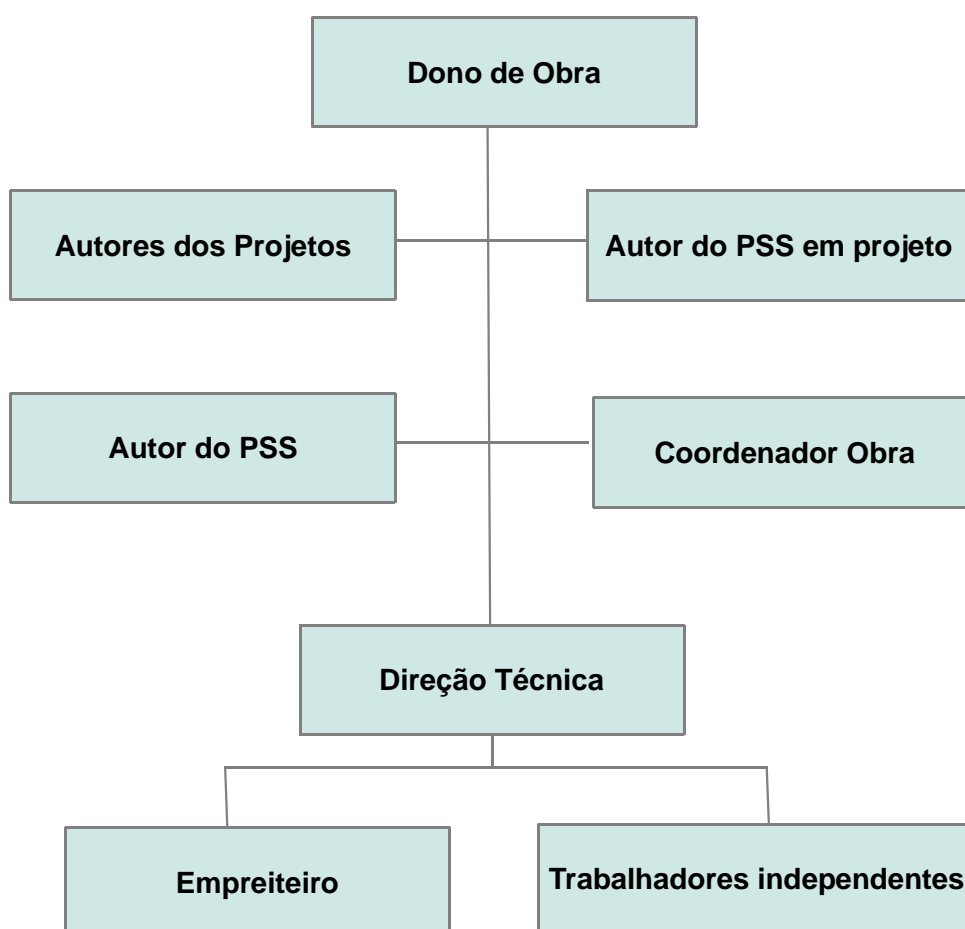 Dono de Obra
Autores dos Projetos
Autor do PSS em projeto
Autor do PSS
Coordenador Obra
Direção Técnica
Empreiteiro
Trabalhadores independentes